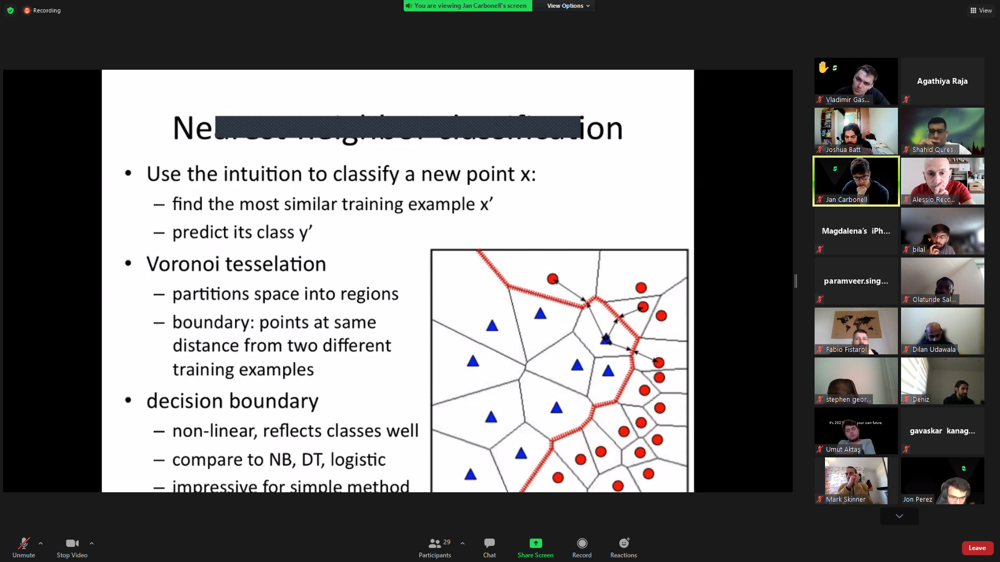 Recording
You are viewing Jan Carbonell's screen
View Options
View
Use the intuition to classify a new point x:
– find the most similar training example x’
– predict its class y’
• Voronoi tesselation
– partitions space into regions
– boundary: points at same
distance from two different
training examples
• decision boundary
– non-linear, reflects classes well
– compare to NB, DT, logistic
– impressive for simple method
Vladimir Gas...
Agathiya Raja
Joshua Batt
Shahid Qures...
Jan Carbonell
Alessio Recc...
Magdalena’s iPh...
bilal
paramveer.sing...
Olatunde Sal...
Fabio Fistarol
Dilan Udawala
stephen geor...
Deniz
Umut Aktaş
gavaskar kanag...
Mark Skinner
Jon Perez
Unmute
Stop Video
29
Participants
Chat
Share Screen
Record
Reactions
Leave